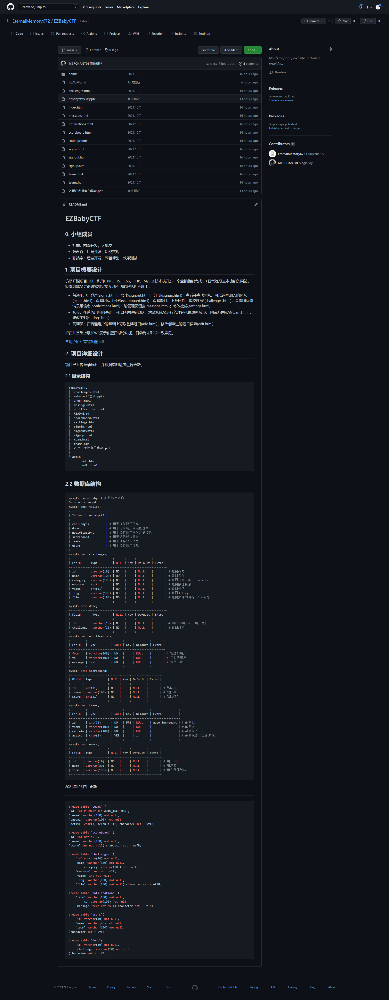 Search or jump to... /
Pull requests Issues Marketplace Explore
EternalMemory672 / EZBabyCTF Public
Unwatch 1 Star 0 Fork 0
Code Issues Pull requests Actions Projects Wiki Security Insights Settings
main 1 branch 0 tags Go to file Add file Code
MERCHANT01 修改概述 a0c5cfa 6 hours ago 8 commits
admin 2021.10.7 16 hours ago
README.md 修改概述 6 hours ago
challenges.html 2021.10.7 16 hours ago
ezbabyctf逻辑.pptx 修改概述 13 hours ago
index.html 2021.10.7 16 hours ago
message.html 2021.10.7 16 hours ago
notifications.html 2021.10.7 16 hours ago
scoreboard.html 2021.10.7 16 hours ago
settings.html 2021.10.7 16 hours ago
signin.html 2021.10.7 16 hours ago
signout.html 2021.10.7 16 hours ago
signup.html 2021.10.7 16 hours ago
team.html 2021.10.7 16 hours ago
teams.html 2021.10.7 16 hours ago
各用户所拥有的功能.pdf 修改概述 13 hours ago
About
No description, website, or topics
provided.
Readme
Releases
No releases published
Create a new release
Packages
No packages published
Publish your first package
Contributors 2
EternalMemory672 Hurricane672
MERCHANT01 MagicBoy
README.md
EZBabyCTF
0. 小组成员
• 杜鑫：前端开发，人机交互
• 陆君睿：后端开发，功能实现
• 张靖宇：后端开发，题目搜集，效果测试
1. 项目概要设计
仿照开源项目ctfd，利用HTML、JS、CSS、PHP、MySQL技术栈开发一个全新的能完成CTF日常练习基本功能的网站。
经本组成员讨论研究决定要实现的功能包括但不限于：
• 普通用户：登录(signin.html)、登出(signout.html)、注册(signup.html)；查看并查找团队、可以选择加入的团队
(teams.html)；查看团队计分板(scoreboard.html)；查看题目、下载附件、提交FLAG(challenges.html)；查看团队邀
请录用信息(notifications.html)；给管理员留言(message.html)；修改密码(settings.html)
• 队长：在普通用户的基础上可以创建解散战队、对战队成员进行管理包括邀请新成员、删除无关成员(team.html)；
修改密码(settings.html)
• 管理员：在普通用户的基础上可以创建题目(add.html)、修改创建过的题目信息(edit.html)
拟在此基础上添加WP展示和题目讨论功能，目前尚未形成一致意见。
各用户所拥有的功能.pdf
2. 项目详细设计
项目已上传至github，并根据实时进度进行更新。
2.1 目录结构
EZBabyCTF:.
│  challenges.html
│  ezbabyctf逻辑.pptx
│  index.html
│  message.html
│  notifications.html
│  README.md
│  scoreboard.html
│  settings.html
│  signin.html
│  signout.html
│  signup.html
│  team.html
│  teams.html
│  各用户所拥有的功能.pdf
│
└─admin
        add.html
        edit.html
2.2 数据库结构
mysql> use ezbabyctf # 数据库名称
Database changed
mysql> show tables;
+---------------------+
| Tables_in_ezbabyctf |
+---------------------+
| challenges          | # 用于存储题目信息
| done                | # 用于记录用户做完的题目
| notifications       | # 用于储存用户间发送的信息
| scoreboard          | # 用于记录战队分数
| teams               | # 用于储存战队信息
| users               | # 用于储存用户信息
+---------------------+
mysql> desc challenges;
+----------+--------------+------+-----+---------+-------+
| Field    | Type         | Null | Key | Default | Extra |
+----------+--------------+------+-----+---------+-------+
| id       | varchar(10)  | NO   |     | NULL    |       | # 题目编号
| name     | varchar(100) | NO   |     | NULL    |       | # 题目名称
| category | varchar(100) | NO   |     | NULL    |       | # 题目分类：Web，Pwn，Re
| message  | text         | NO   |     | NULL    |       | # 题目描述信息
| value    | int(11)      | NO   |     | NULL    |       | # 题目分值
| flag     | varchar(100) | NO   |     | NULL    |       | # 题目的flag
| file     | varchar(100) | NO   |     | NULL    |       | # 题目文件的储存url（若有）
+----------+--------------+------+-----+---------+-------+
mysql> desc done;
+-----------+-------------+------+-----+---------+-------+
| Field     | Type        | Null | Key | Default | Extra |
+-----------+-------------+------+-----+---------+-------+
| id        | varchar(10) | NO   |     | NULL    |       | # 用户id用以标识用户身份
| challenge | varchar(10) | NO   |     | NULL    |       | # 题目编号
+-----------+-------------+------+-----+---------+-------+
mysql> desc notifications;
+---------+--------------+------+-----+---------+-------+
| Field   | Type         | Null | Key | Default | Extra |
+---------+--------------+------+-----+---------+-------+
| from    | varchar(100) | NO   |     | NULL    |       | # 发送的用户
| to      | varchar(100) | NO   |     | NULL    |       | # 接收的用户
| message | text         | NO   |     | NULL    |       | # 信息内容
+---------+--------------+------+-----+---------+-------+
mysql> desc scoreboard;
+-------+--------------+------+-----+---------+-------+
| Field | Type         | Null | Key | Default | Extra |
+-------+--------------+------+-----+---------+-------+
| id    | int(11)      | NO   |     | NULL    |       | # 战队id
| tname | varchar(100) | NO   |     | NULL    |       | # 战队名
| score | int(11)      | NO   |     | NULL    |       | # 战队得分
+-------+--------------+------+-----+---------+-------+
mysql> desc teams;
+---------+--------------+------+-----+---------+----------------+
| Field   | Type         | Null | Key | Default | Extra          |
+---------+--------------+------+-----+---------+----------------+
| id      | int(11)      | NO   | PRI | NULL    | auto_increment | # 战队id
| tname   | varchar(100) | NO   |     | NULL    |                | # 战队名
| captain | varchar(100) | NO   |     | NULL    |                | # 战队队长
| active  | char(1)      | YES  |     | 1       |                | # 战队状态（是否激活）
+---------+--------------+------+-----+---------+----------------+
mysql> desc users;
+-------+--------------+------+-----+---------+-------+
| Field | Type         | Null | Key | Default | Extra |
+-------+--------------+------+-----+---------+-------+
| id    | varchar(10)  | NO   |     | NULL    |       | # 用户id
| name  | varchar(20)  | NO   |     | NULL    |       | # 用户名
| team  | varchar(100) | NO   |     | NULL    |       | # 用户所属战队
+-------+--------------+------+-----+---------+-------+
2021年10月7日更新
create table `teams` (
`id` int PRIMARY KEY AUTO_INCREMENT,
`tname` varchar(100) not null,
`captain` varchar(100) not null,
`active` char(1) default "1") character set = utf8;
create table `scoreboard` (
`id` int not null,
`tname` varchar(100) not null,
`score` int not null) character set = utf8;
create table `challenges` (
    `id` varchar(10) not null,
    `name` varchar(100) not null,
        `category` varchar(100) not null,
    `message` text not null,
    `value` int not null,
    `flag` varchar(100) not null,
    `file` varchar(100) not null) character set = utf8;
create table `notifications` (
    `from` varchar(100) not null,
        `to` varchar(100) not null,
    `message` text not null) character set = utf8;
create table `users`(
    `id` varchar(10) not null,
    `name` varchar(20) not null,
    `team` varchar(100) not null
)character set = utf8;
create table `done`(
    `id` varchar(10) not null,
    `challenge` varchar(10) not null
)character set = utf8;
© 2021 GitHub, Inc. Terms Privacy Security Status Docs Contact GitHub Pricing API Training Blog About